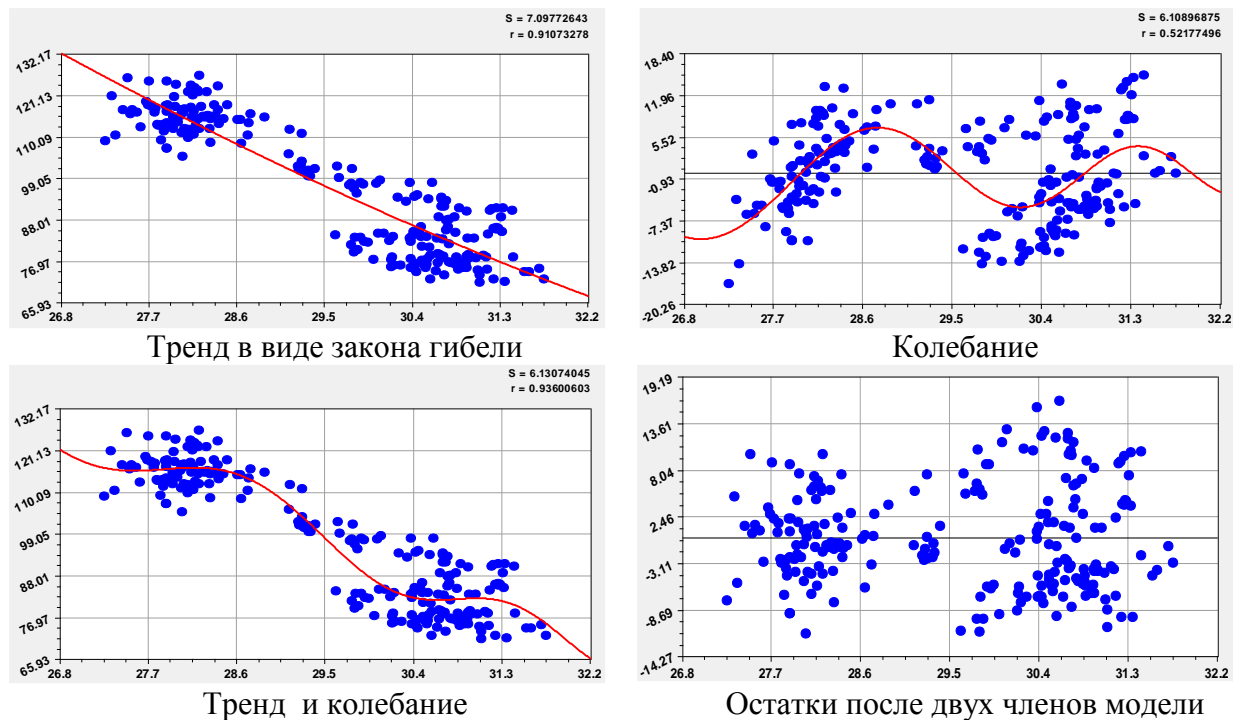 S = 7.09772643
r = 0.91073278
132.17
121.13
110.09
99.05
88.01
76.97
65.93
26.8 27.7 28.6 29.5 30.4 31.3 32.2
Тренд в виде закона гибели
S = 6.10896875
r = 0.52177496
18.40
11.96
5.52
-0.93
-7.37
-13.82
-20.26
26.8 27.7 28.6 29.5 30.4 31.3 32.2
Колебание
S = 6.13074045
r = 0.93600603
132.17
121.13
110.09
99.05
88.01
76.97
65.93
26.8 27.7 28.6 29.5 30.4 31.3 32.2
Тренд и колебание
19.19
13.61
8.04
2.46
-3.11
-8.69
-14.27
26.8 27.7 28.6 29.5 30.4 31.3 32.2
Остатки после двух членов модели